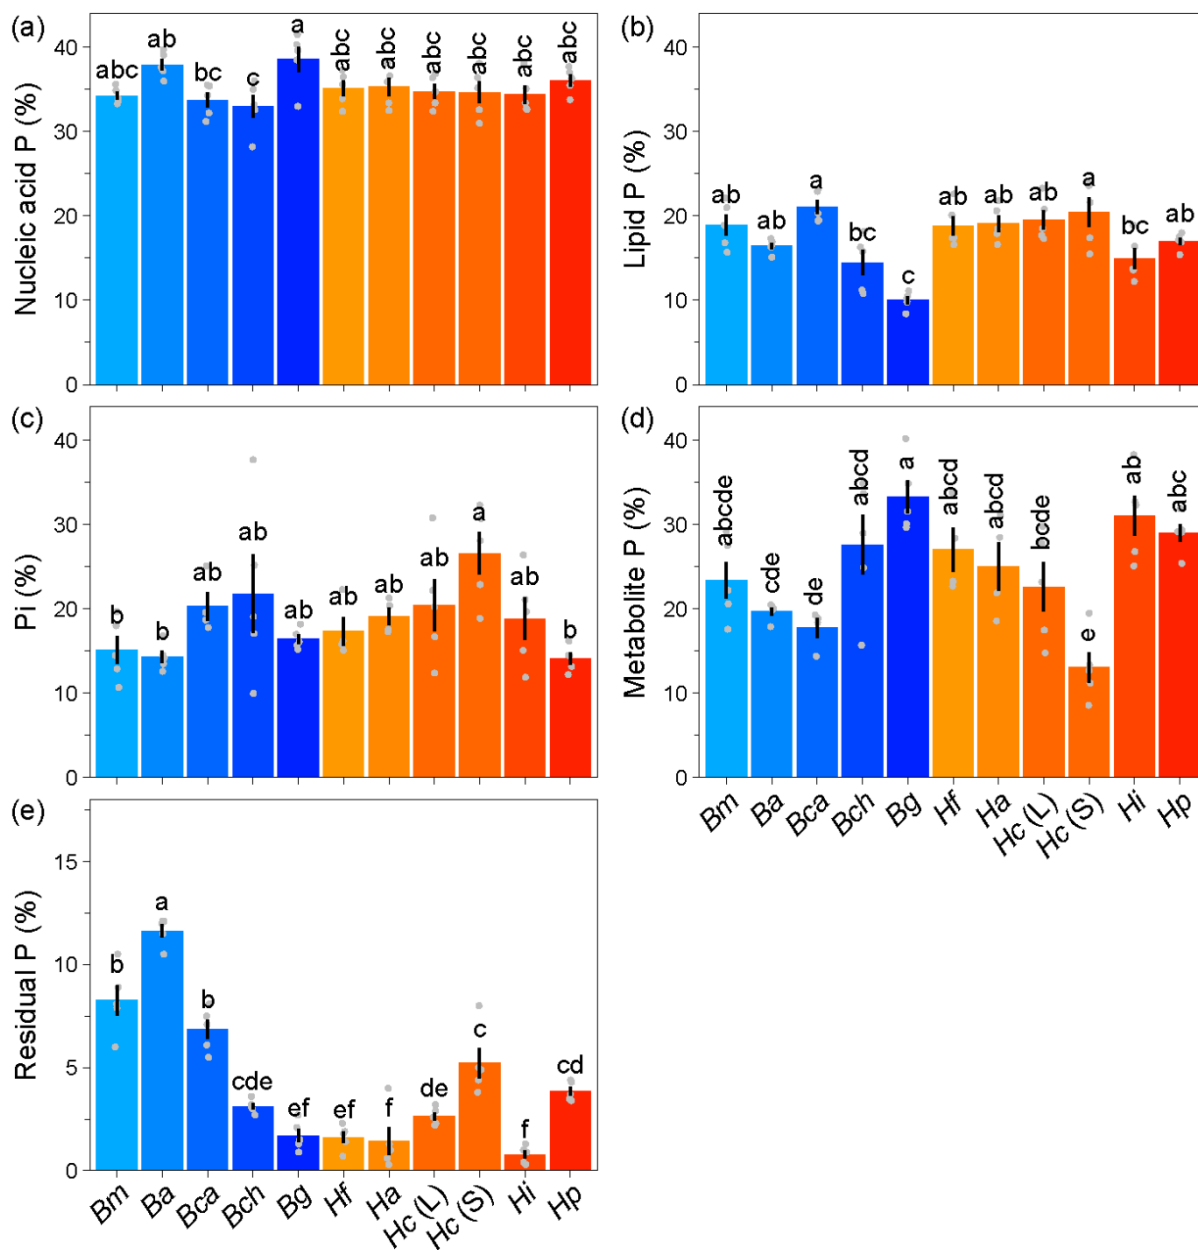 (a)
Nucleic acid P (%)
40
30
20
10
0
abc
ab
bc
c
a
abc
abc
abc
abc
abc
abc
(b)
Lipid P (%)
40
30
20
10
0
ab
ab
a
bc
c
ab
ab
ab
a
bc
ab
(c)
Pi (%)
40
30
20
10
0
b
b
ab
ab
ab
ab
ab
ab
a
ab
b
(d)
Metabolite P (%)
40
30
20
10
0
abcde
cde
de
abcd
a
abcd
abcd
bcde
e
ab
abc
Bm
Ba
Bca
Bch
Bg
Hf
Ha
Hc (L)
Hc (S)
Hi
Hp
(e)
Residual P (%)
15
10
5
0
b
a
b
cde
ef
ef
f
de
c
f
cd
Bm
Ba
Bca
Bch
Bg
Hf
Ha
Hc (L)
Hc (S)
Hi
Hp